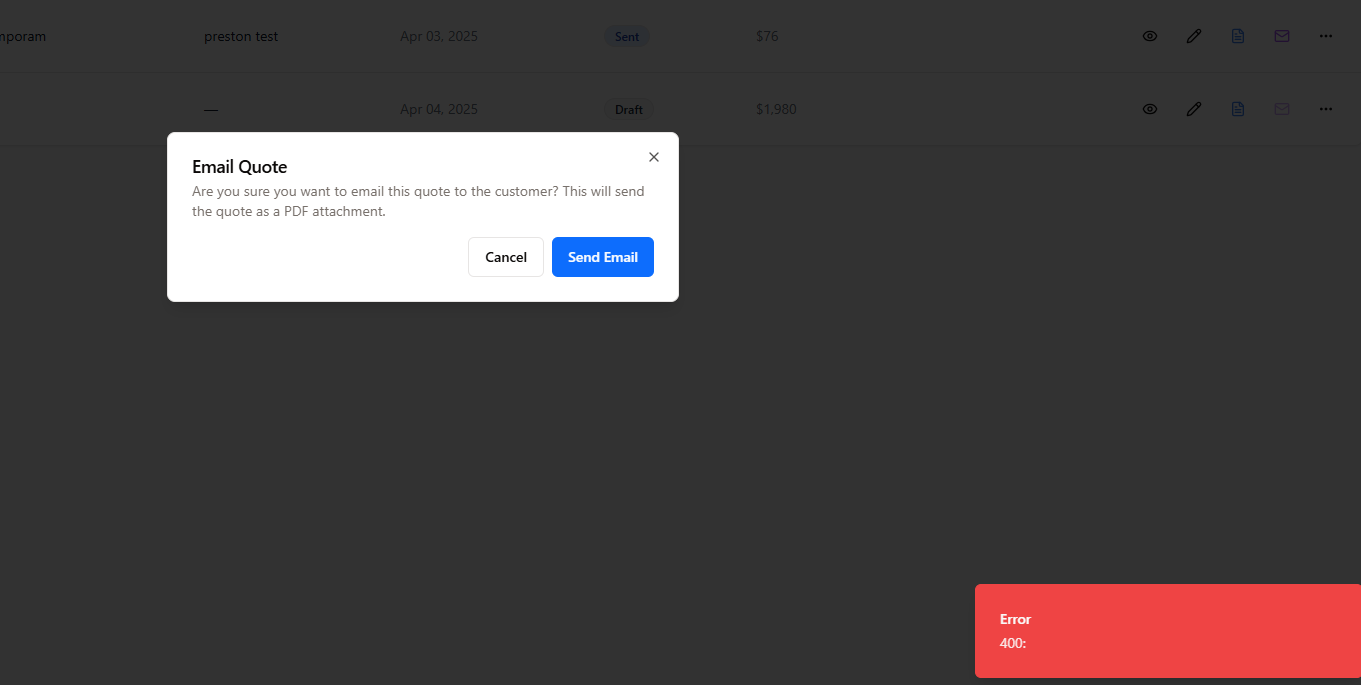 preston test
Apr 03, 2025
Sent
$76
—
Apr 04, 2025
Draft
$1,980
Email Quote
Are you sure you want to email this quote to the customer? This will send
the quote as a PDF attachment.
Cancel
Send Email
Error
400: